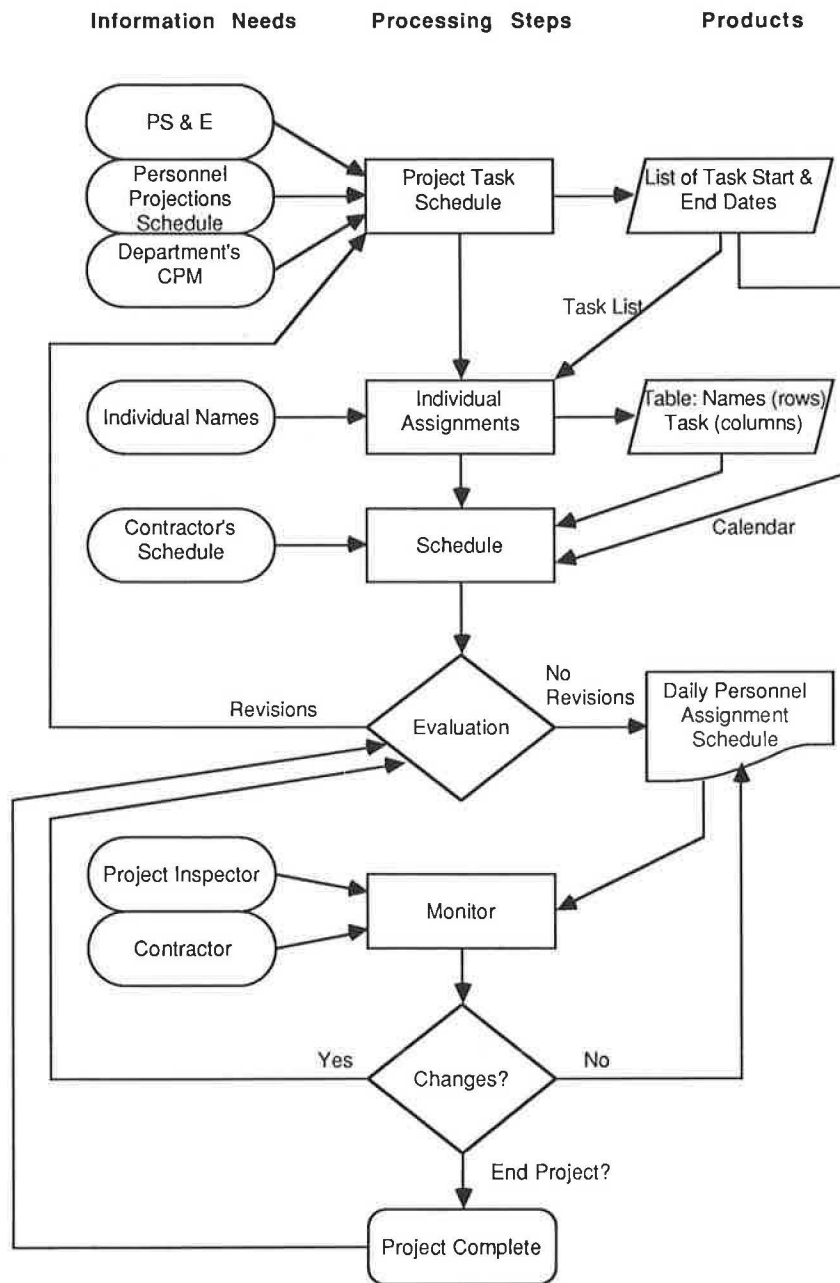 Information Needs
Processing Steps
Products
PS & E
Personnel
Projections
Schedule
Department's
CPM
Project Task
Schedule
List of Task Start &
End Dates
Task List
Individual Names
Individual
Assignments
Table: Names (rows)
Task (columns)
Contractor's
Schedule
Schedule
Calendar
Revisions
Evaluation
No
Revisions
Daily Personnel
Assignment
Schedule
Project Inspector
Contractor
Monitor
Yes
Changes?
No
End Project?
Project Complete